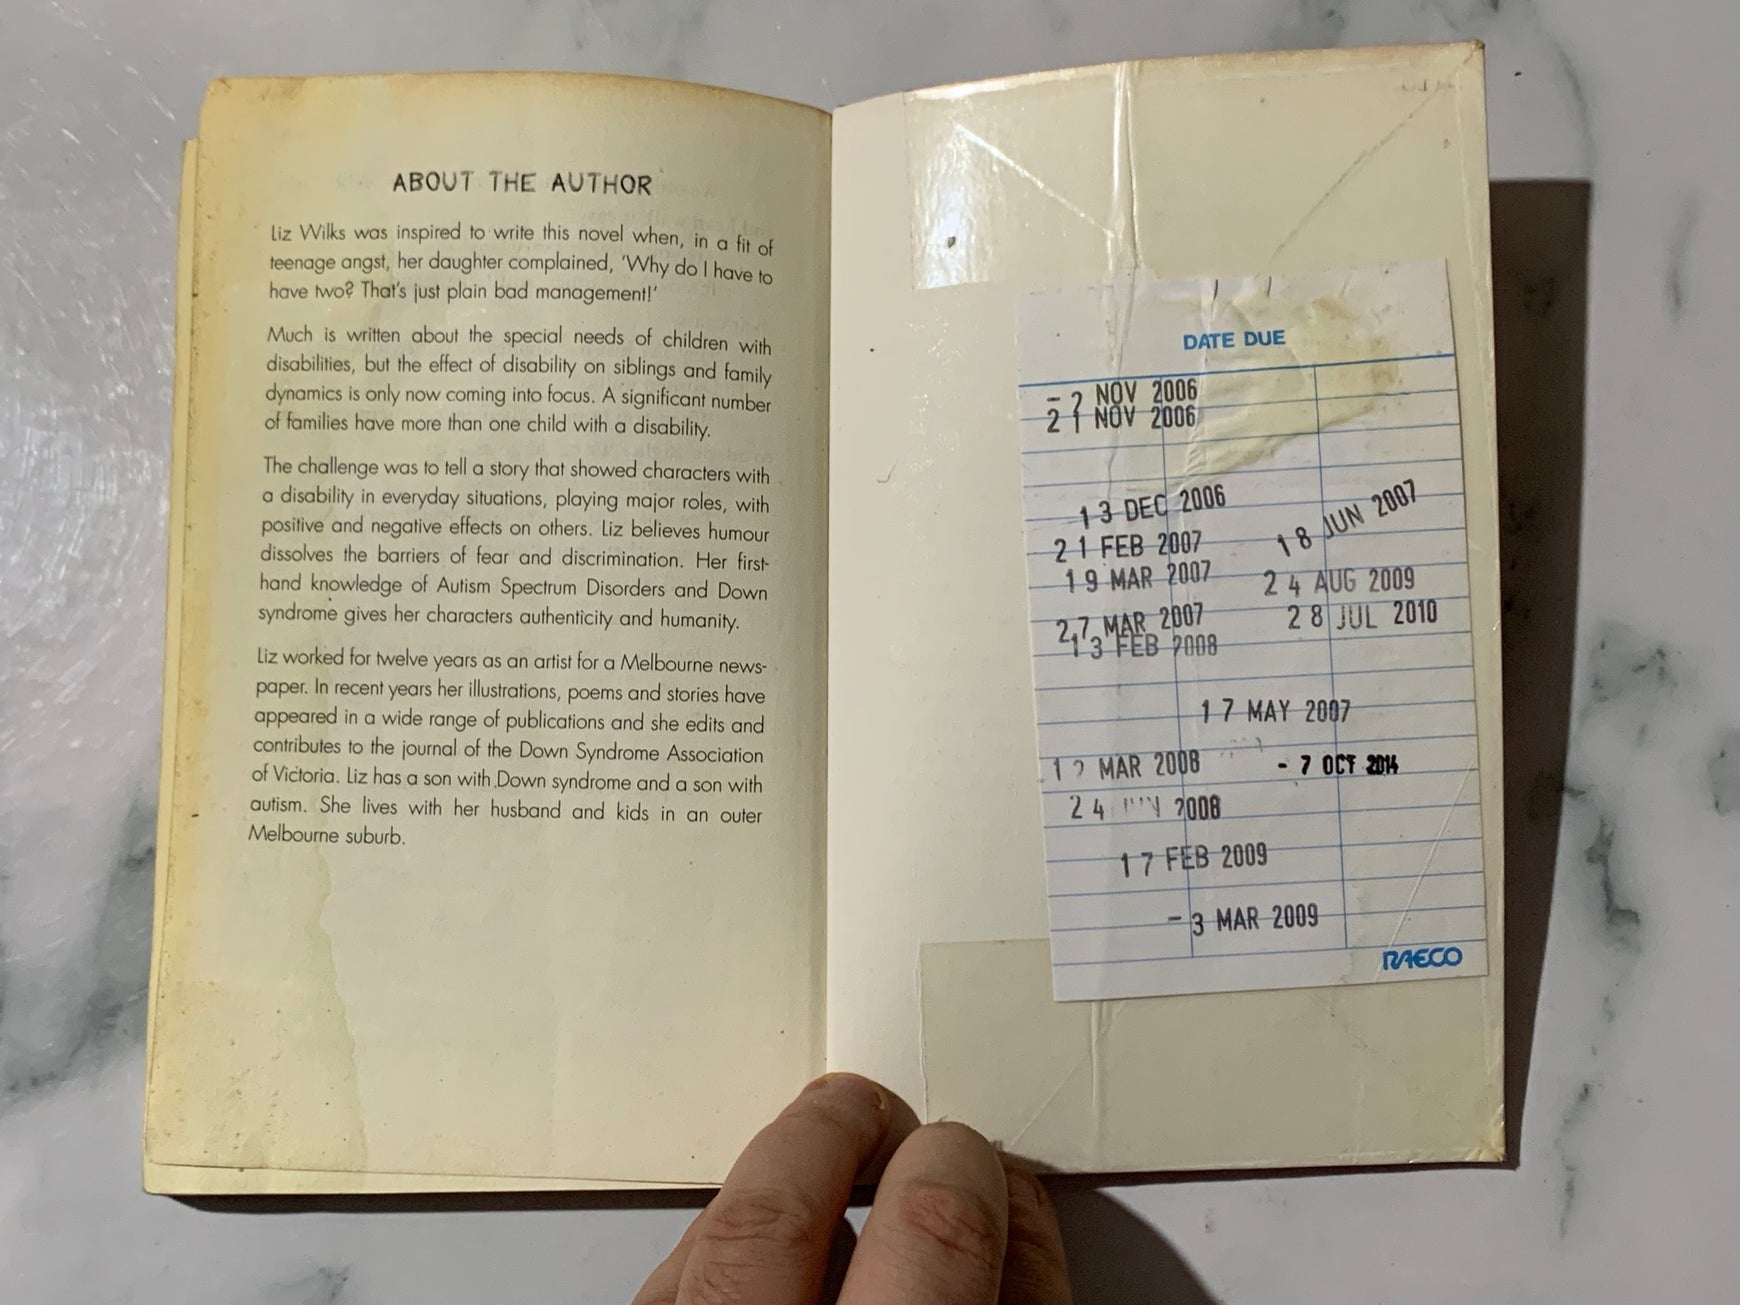 ABOUT THE AUTHOR
Liz Wilks was inspired to write this novel when, in a fit of
teenage angst, her daughter complained, 'Why do I have to
have two? That's just plain bad management!'
Much is written about the special needs of children with
disabilities, but the effect of disability on siblings and family
dynamics is only now coming into focus. A significant number
of families have more than one child with a disability.
The challenge was to tell a story that showed characters with
a disability in everyday situations, playing major roles, with
positive and negative effects on others. Liz believes humour
dissolves the barriers of fear and discrimination. Her first-
hand knowledge of Autism Spectrum Disorders and Down
syndrome gives her characters authenticity and humanity.
Liz worked for twelve years as an artist for a Melbourne news-
paper. In recent years her illustrations, poems and stories have
appeared in a wide range of publications and she edits and
contributes to the journal of the Down Syndrome Association
of Victoria. Liz has a son with Down syndrome and a son with
autism. She lives with her husband and kids in an outer
Melbourne suburb.
DATE DUE
NOV 2006
21 NOV 2006
13 DEC 2006
21 FEB 2007
19 MAR 2007
27 MAR 2007
13 FEB 2008
18 JUN 2007
24 AUG 2009
28 JUL 2010
17 MAY 2007
MAR 2008
- 7 OCT 2014
24 2008
17 FEB 2009
- 3 MAR 2009
RAECO